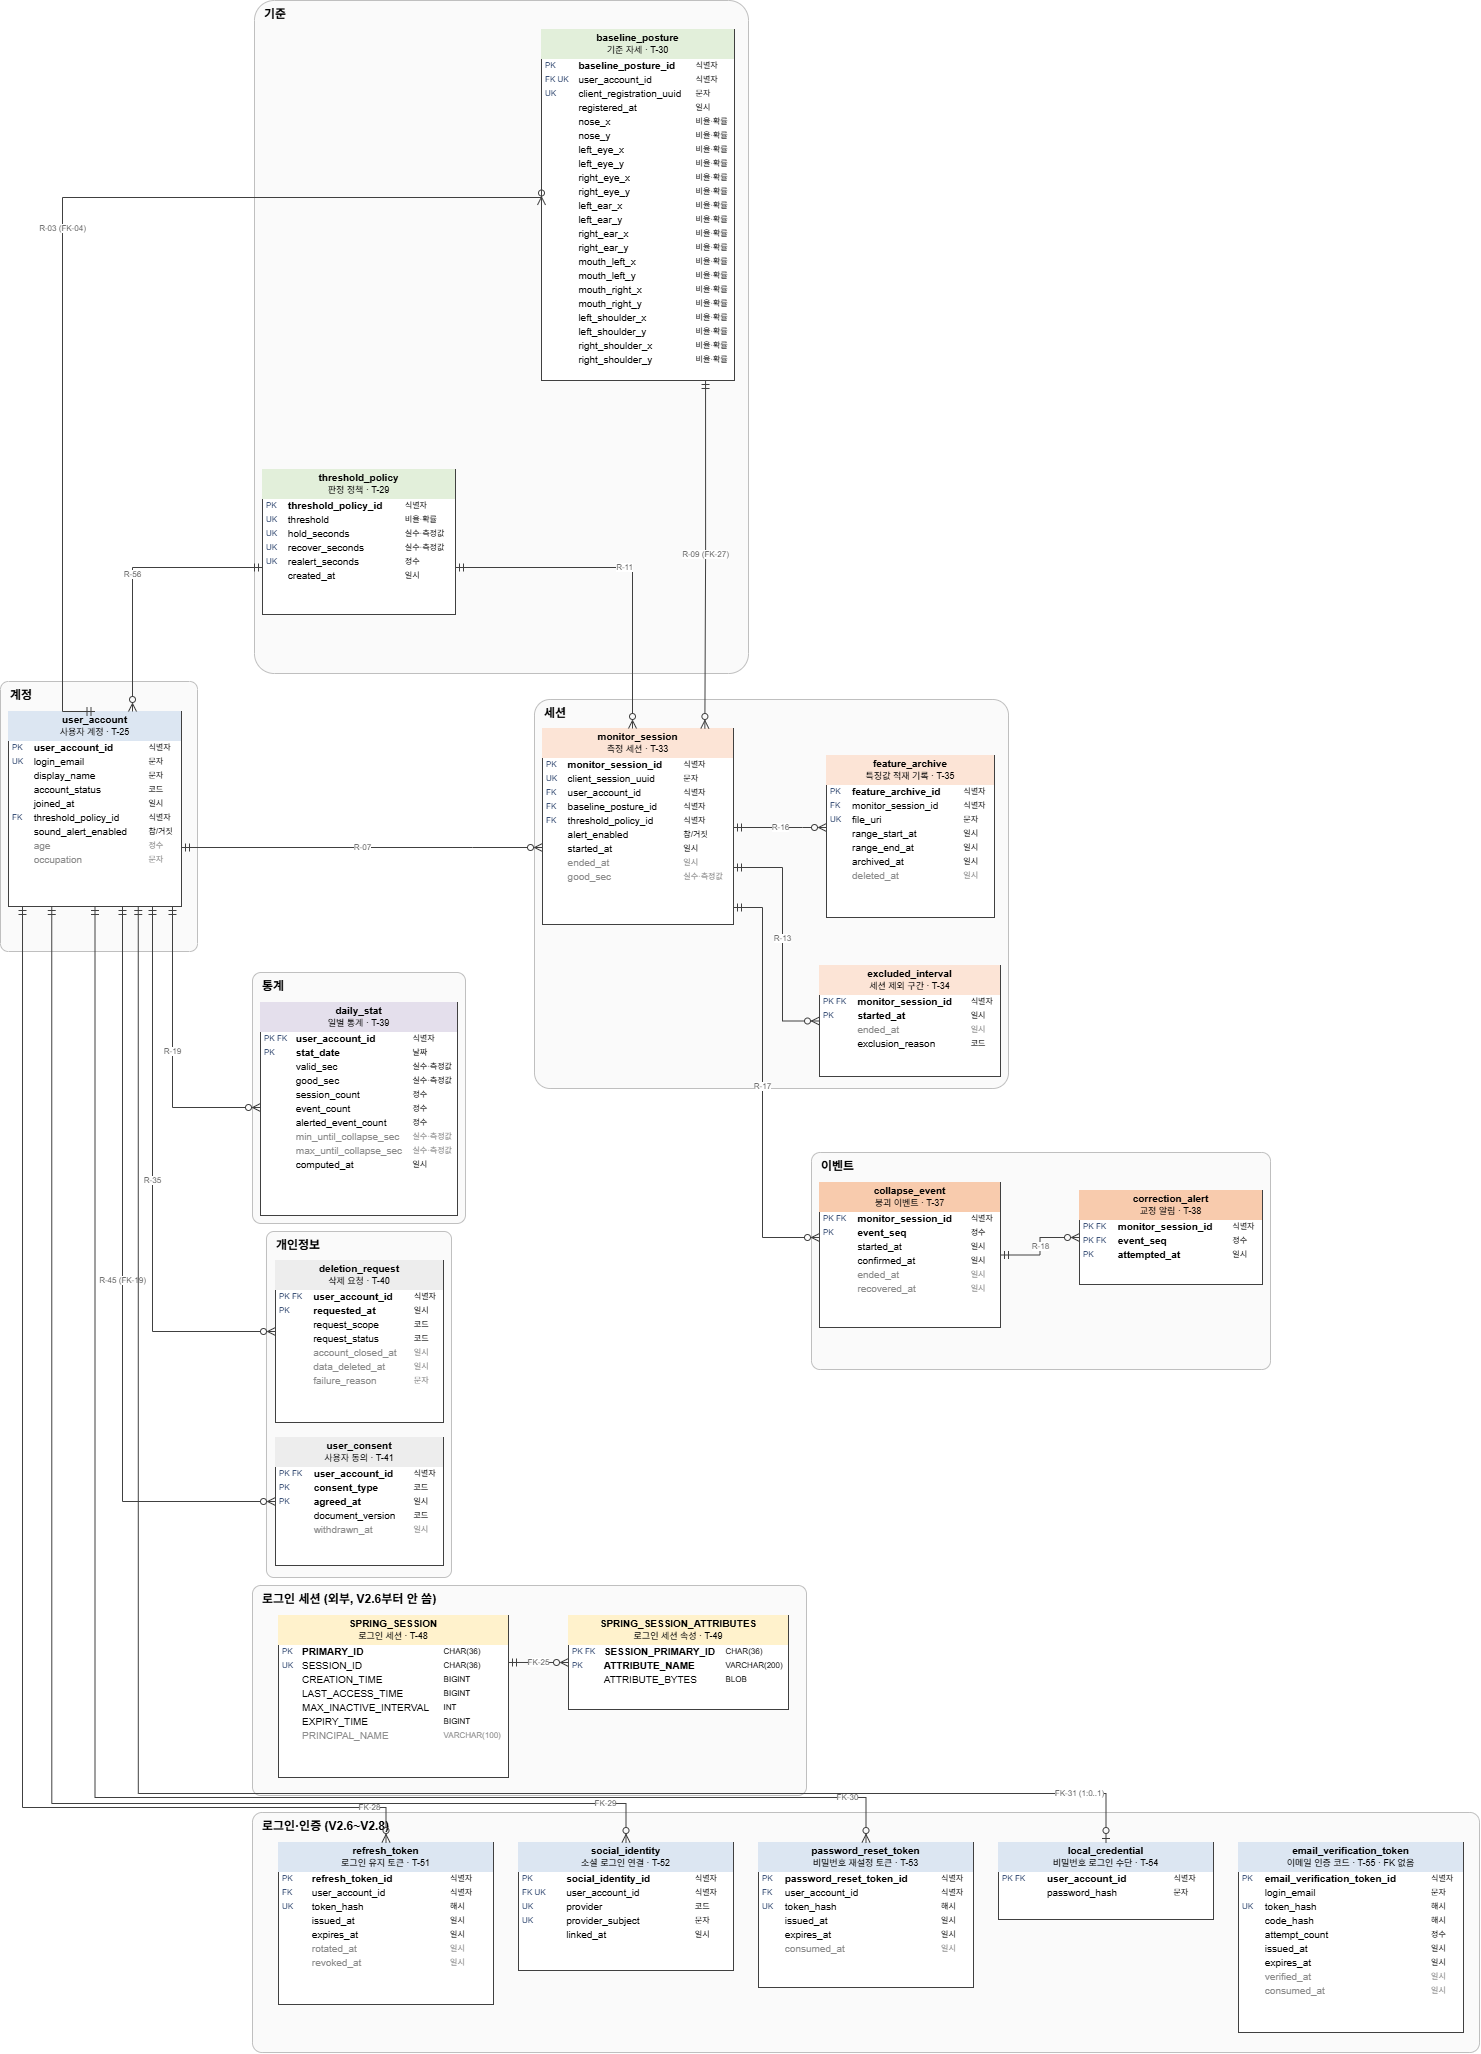 기준
baseline_posture
기준 자세 · T-30
PK baseline_posture_id 식별자
FK UK user_account_id 식별자
UK client_registration_uuid 문자
registered_at 일시
nose_x 비율·확률
nose_y 비율·확률
left_eye_x 비율·확률
left_eye_y 비율·확률
right_eye_x 비율·확률
right_eye_y 비율·확률
left_ear_x 비율·확률
left_ear_y 비율·확률
right_ear_x 비율·확률
right_ear_y 비율·확률
mouth_left_x 비율·확률
mouth_left_y 비율·확률
mouth_right_x 비율·확률
mouth_right_y 비율·확률
left_shoulder_x 비율·확률
left_shoulder_y 비율·확률
right_shoulder_x 비율·확률
right_shoulder_y 비율·확률
R-03 (FK-04)
threshold_policy
판정 정책 · T-29
PK threshold_policy_id 식별자
UK threshold 비율·확률
UK hold_seconds 실수·측정값
UK recover_seconds 실수·측정값
UK realert_seconds 정수
created_at 일시
R-56
R-11
R-09 (FK-27)
계정
user_account
사용자 계정 · T-25
PK user_account_id 식별자
UK login_email 문자
display_name 문자
account_status 코드
joined_at 일시
FK threshold_policy_id 식별자
sound_alert_enabled 참/거짓
age 정수
occupation 문자
R-07
세션
monitor_session
측정 세션 · T-33
PK monitor_session_id 식별자
UK client_session_uuid 문자
FK user_account_id 식별자
FK baseline_posture_id 식별자
FK threshold_policy_id 식별자
alert_enabled 참/거짓
started_at 일시
ended_at 일시
good_sec 실수·측정값
R-16
feature_archive
특징값 적재 기록 · T-35
PK feature_archive_id 식별자
FK monitor_session_id 식별자
UK file_uri 문자
range_start_at 일시
range_end_at 일시
archived_at 일시
deleted_at 일시
R-13
excluded_interval
세션 제외 구간 · T-34
PK FK monitor_session_id 식별자
PK started_at 일시
ended_at 일시
exclusion_reason 코드
R-17
통계
daily_stat
일별 통계 · T-39
PK FK user_account_id 식별자
PK stat_date 날짜
valid_sec 실수·측정값
good_sec 실수·측정값
session_count 정수
event_count 정수
alerted_event_count 정수
min_until_collapse_sec 실수·측정값
max_until_collapse_sec 실수·측정값
computed_at 일시
R-19
R-35
이벤트
collapse_event
붕괴 이벤트 · T-37
PK FK monitor_session_id 식별자
PK event_seq 정수
started_at 일시
confirmed_at 일시
ended_at 일시
recovered_at 일시
R-18
correction_alert
교정 알림 · T-38
PK FK monitor_session_id 식별자
PK FK event_seq 정수
PK attempted_at 일시
개인정보
deletion_request
삭제 요청 · T-40
PK FK user_account_id 식별자
PK requested_at 일시
request_scope 코드
request_status 코드
account_closed_at 일시
data_deleted_at 일시
failure_reason 문자
R-45 (FK-19)
user_consent
사용자 동의 · T-41
PK FK user_account_id 식별자
PK consent_type 코드
PK agreed_at 일시
document_version 코드
withdrawn_at 일시
로그인 세션 (외부, V2.6부터 안 씀)
SPRING_SESSION
로그인 세션 · T-48
PK PRIMARY_ID CHAR(36)
UK SESSION_ID CHAR(36)
CREATION_TIME BIGINT
LAST_ACCESS_TIME BIGINT
MAX_INACTIVE_INTERVAL INT
EXPIRY_TIME BIGINT
PRINCIPAL_NAME VARCHAR(100)
FK-25
SPRING_SESSION_ATTRIBUTES
로그인 세션 속성 · T-49
PK FK SESSION_PRIMARY_ID CHAR(36)
PK ATTRIBUTE_NAME VARCHAR(200)
ATTRIBUTE_BYTES BLOB
FK-28
FK-29
FK-30
FK-31 (1:0..1)
로그인·인증 (V2.6~V2.8)
refresh_token
로그인 유지 토큰 · T-51
PK refresh_token_id 식별자
FK user_account_id 식별자
UK token_hash 해시
issued_at 일시
expires_at 일시
rotated_at 일시
revoked_at 일시
social_identity
소셜 로그인 연결 · T-52
PK social_identity_id 식별자
FK UK user_account_id 식별자
UK provider 코드
UK provider_subject 문자
linked_at 일시
password_reset_token
비밀번호 재설정 토큰 · T-53
PK password_reset_token_id 식별자
FK user_account_id 식별자
UK token_hash 해시
issued_at 일시
expires_at 일시
consumed_at 일시
local_credential
비밀번호 로그인 수단 · T-54
PK FK user_account_id 식별자
password_hash 문자
email_verification_token
이메일 인증 코드 · T-55 · FK 없음
PK email_verification_token_id 식별자
login_email 문자
UK token_hash 해시
code_hash 해시
attempt_count 정수
issued_at 일시
expires_at 일시
verified_at 일시
consumed_at 일시